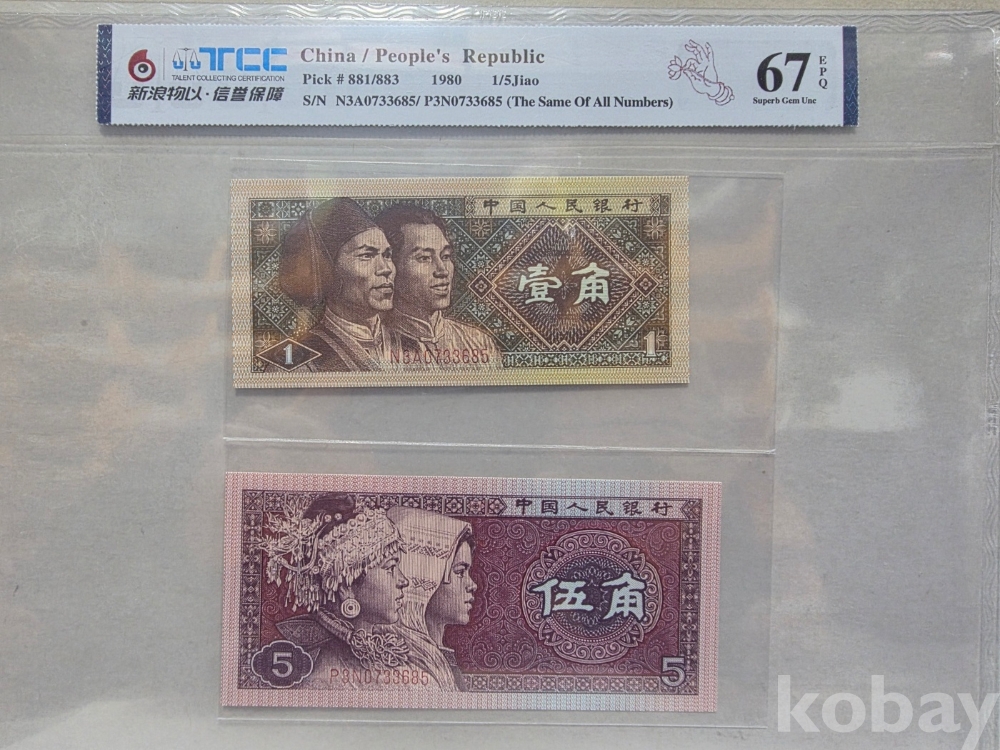 TCC
TALENT COLLECTING CERTIFICATION
新浪物以·信誉保障
China / People's Republic
Pick # 881/883 1980 1/5Jiao
S/N N3A0733685/ P3N0733685 (The Same Of All Numbers)
67 EPQ
Superb Gem Unc
中国人民银行
壹角
1 N3A0733685 1
中国人民银行
伍角
5 P3N0733685 5
kobay